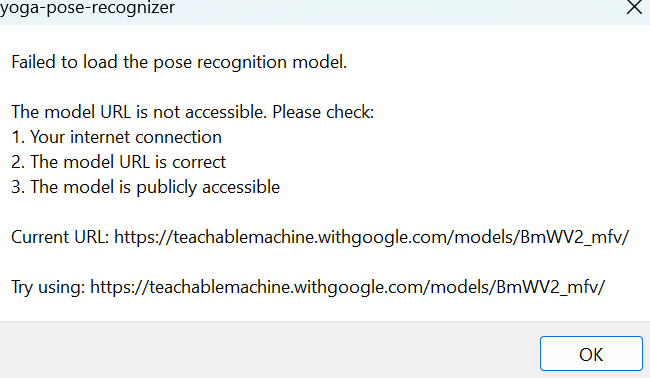 yoga-pose-recognizer
Failed to load the pose recognition model.
The model URL is not accessible. Please check:
1. Your internet connection
2. The model URL is correct
3. The model is publicly accessible
Current URL: https://teachablemachine.withgoogle.com/models/BmWV2_mfv/
Try using: https://teachablemachine.withgoogle.com/models/BmWV2_mfv/
OK